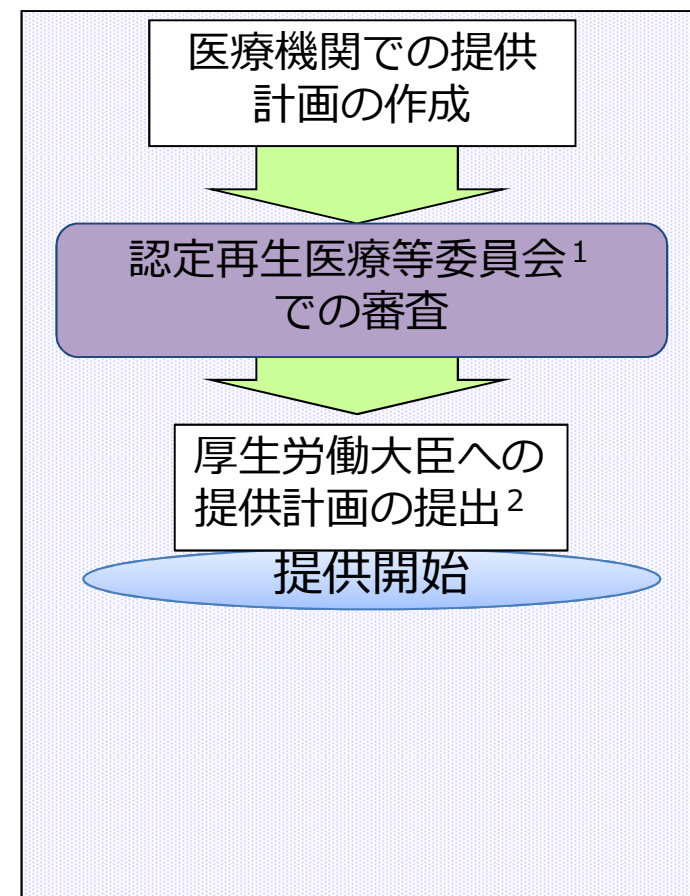 医療機関での提供
計画の作成
認定再生医療等委員会1
での審査
厚生労働大臣への
提供計画の提出2
提供開始